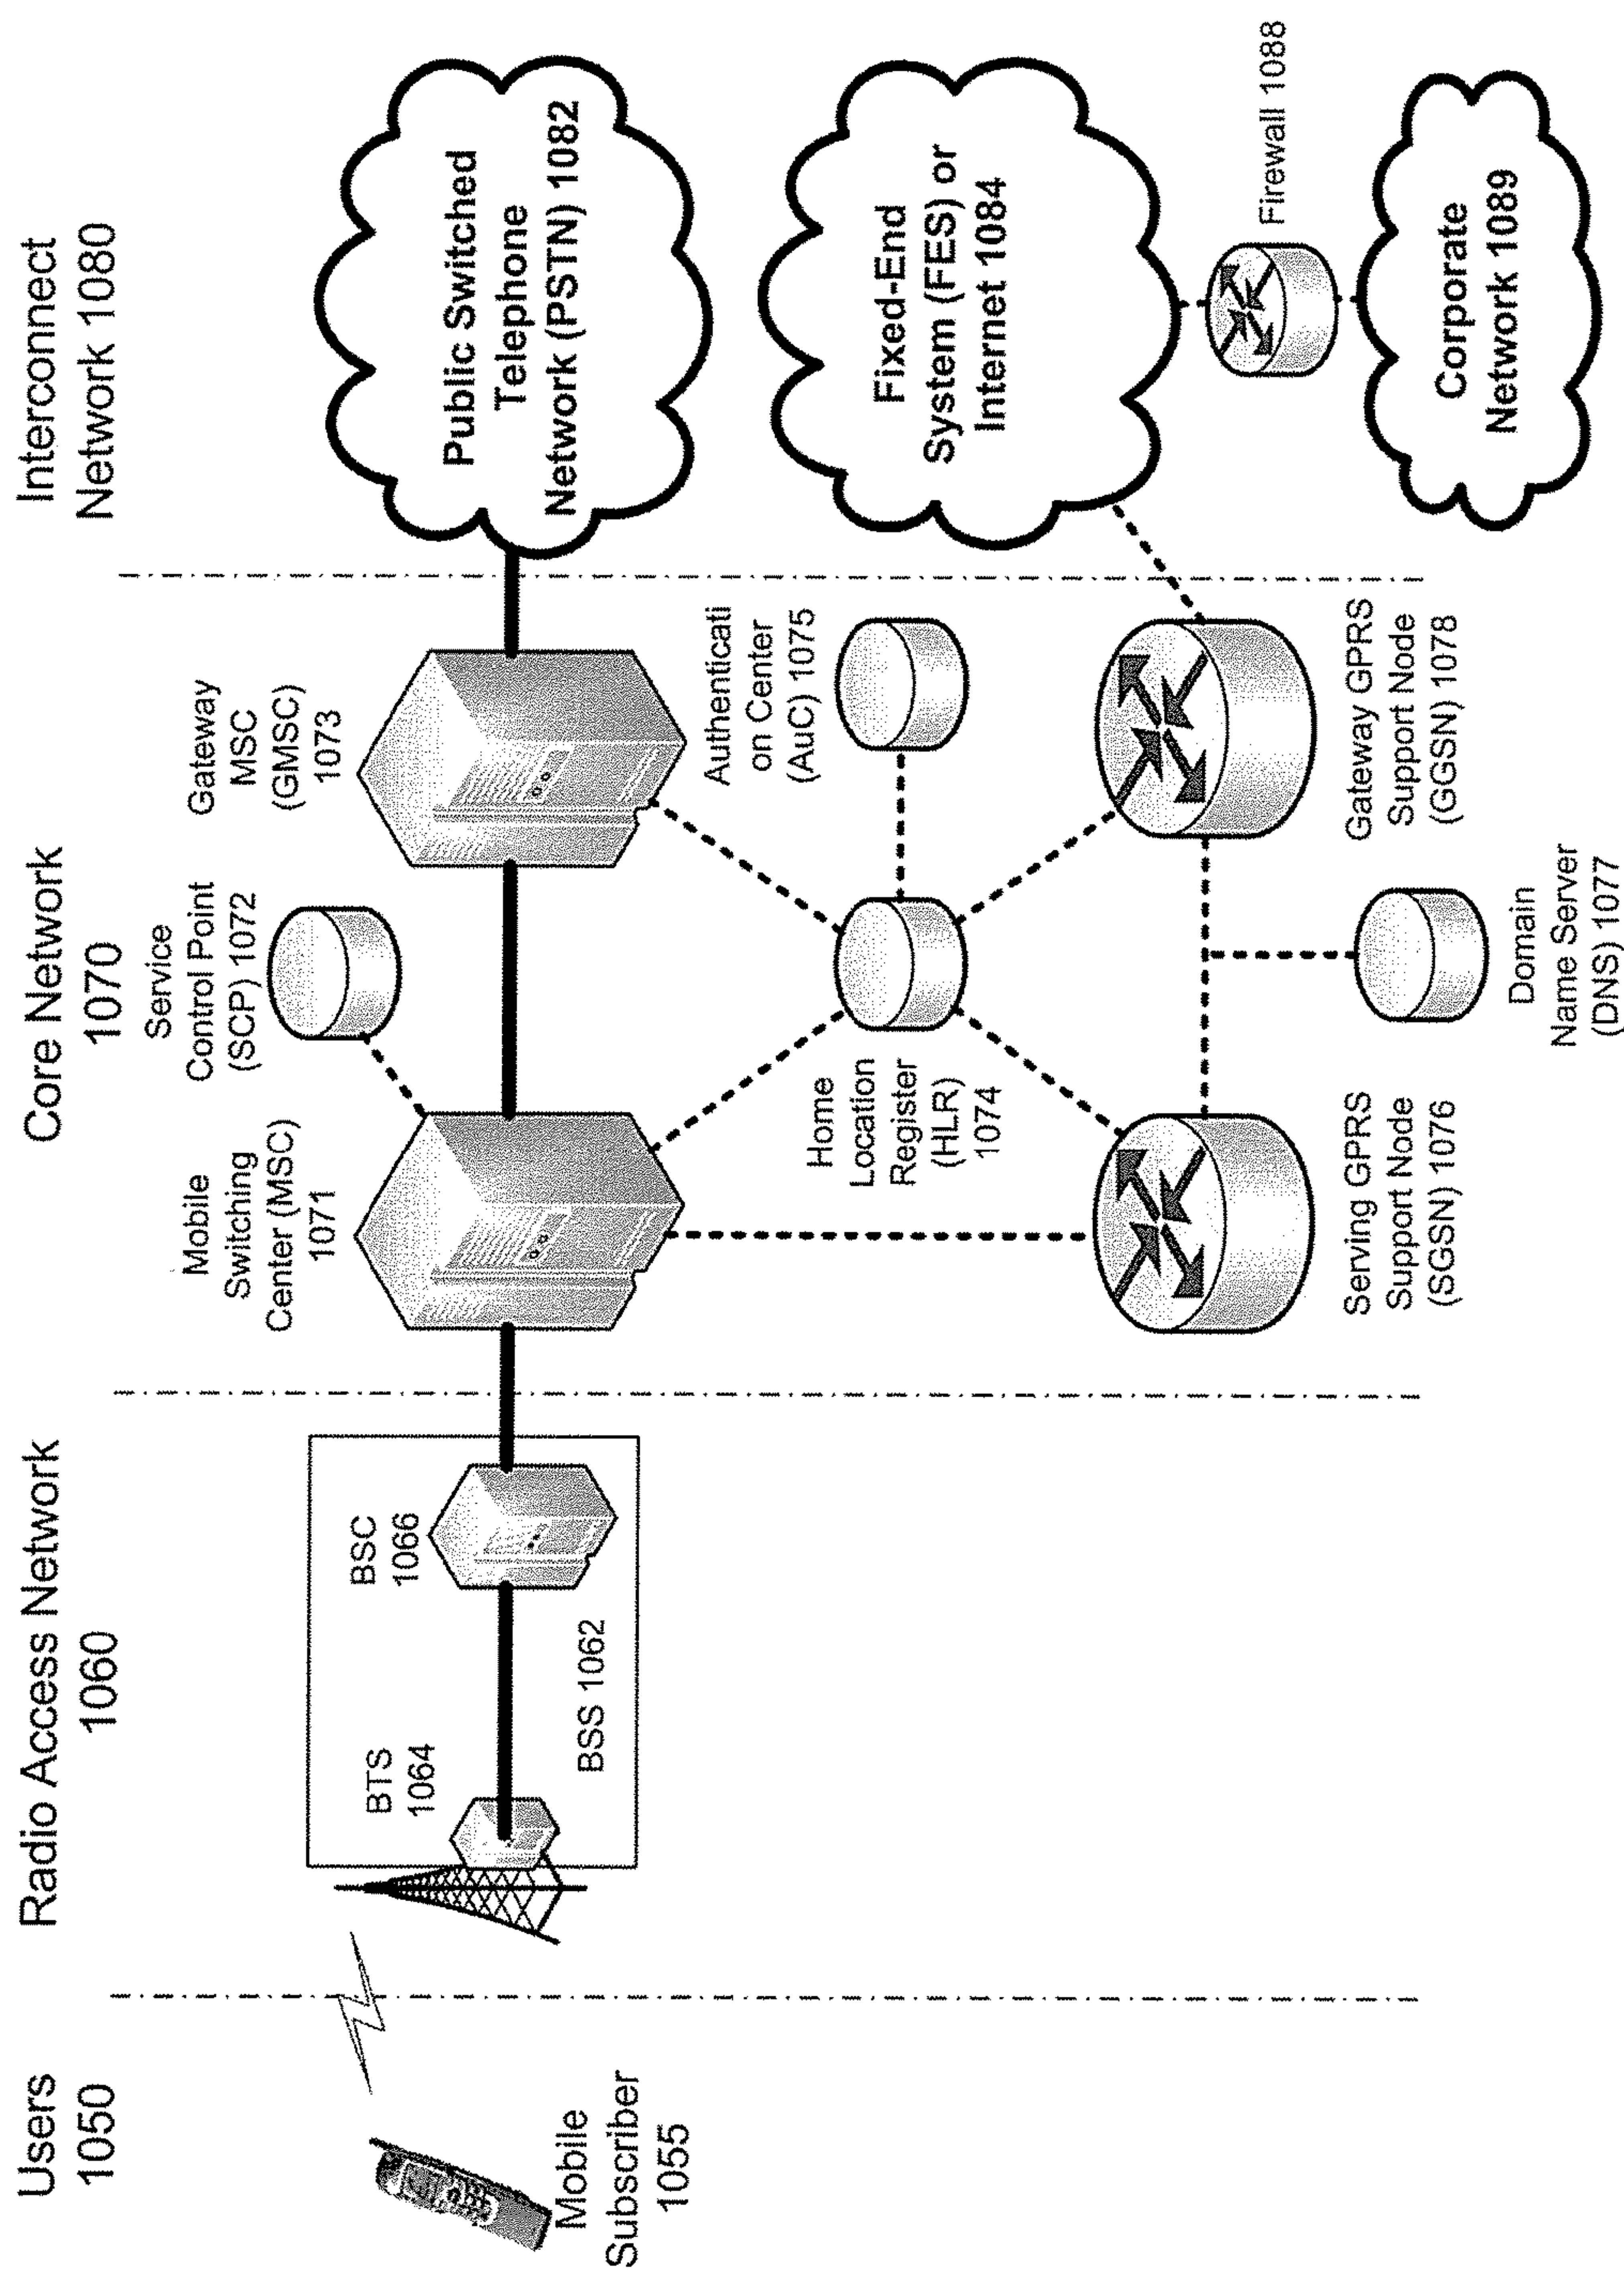 Users
1050
Radio Access Network
1060
Core Network
1070
Interconnect
Network 1080
Mobile
Subscriber
1055
BTS
1064
BSC
1066
BSS 1062
Mobile
Switching
Center (MSC)
1071
Service
Control Point
(SCP) 1072
Gateway
MSC
(GMSC)
1073
Public Switched
Telephone
Network (PSTN) 1082
Home
Location
Register
(HLR)
1074
Authenticati
on Center
(AuC) 1075
Fixed-End
System (FES) or
Internet 1084
Serving GPRS
Support Node
(SGSN) 1076
Domain
Name Server
(DNS) 1077
Gateway GPRS
Support Node
(GGSN) 1078
Firewall 1088
Corporate
Network 1089